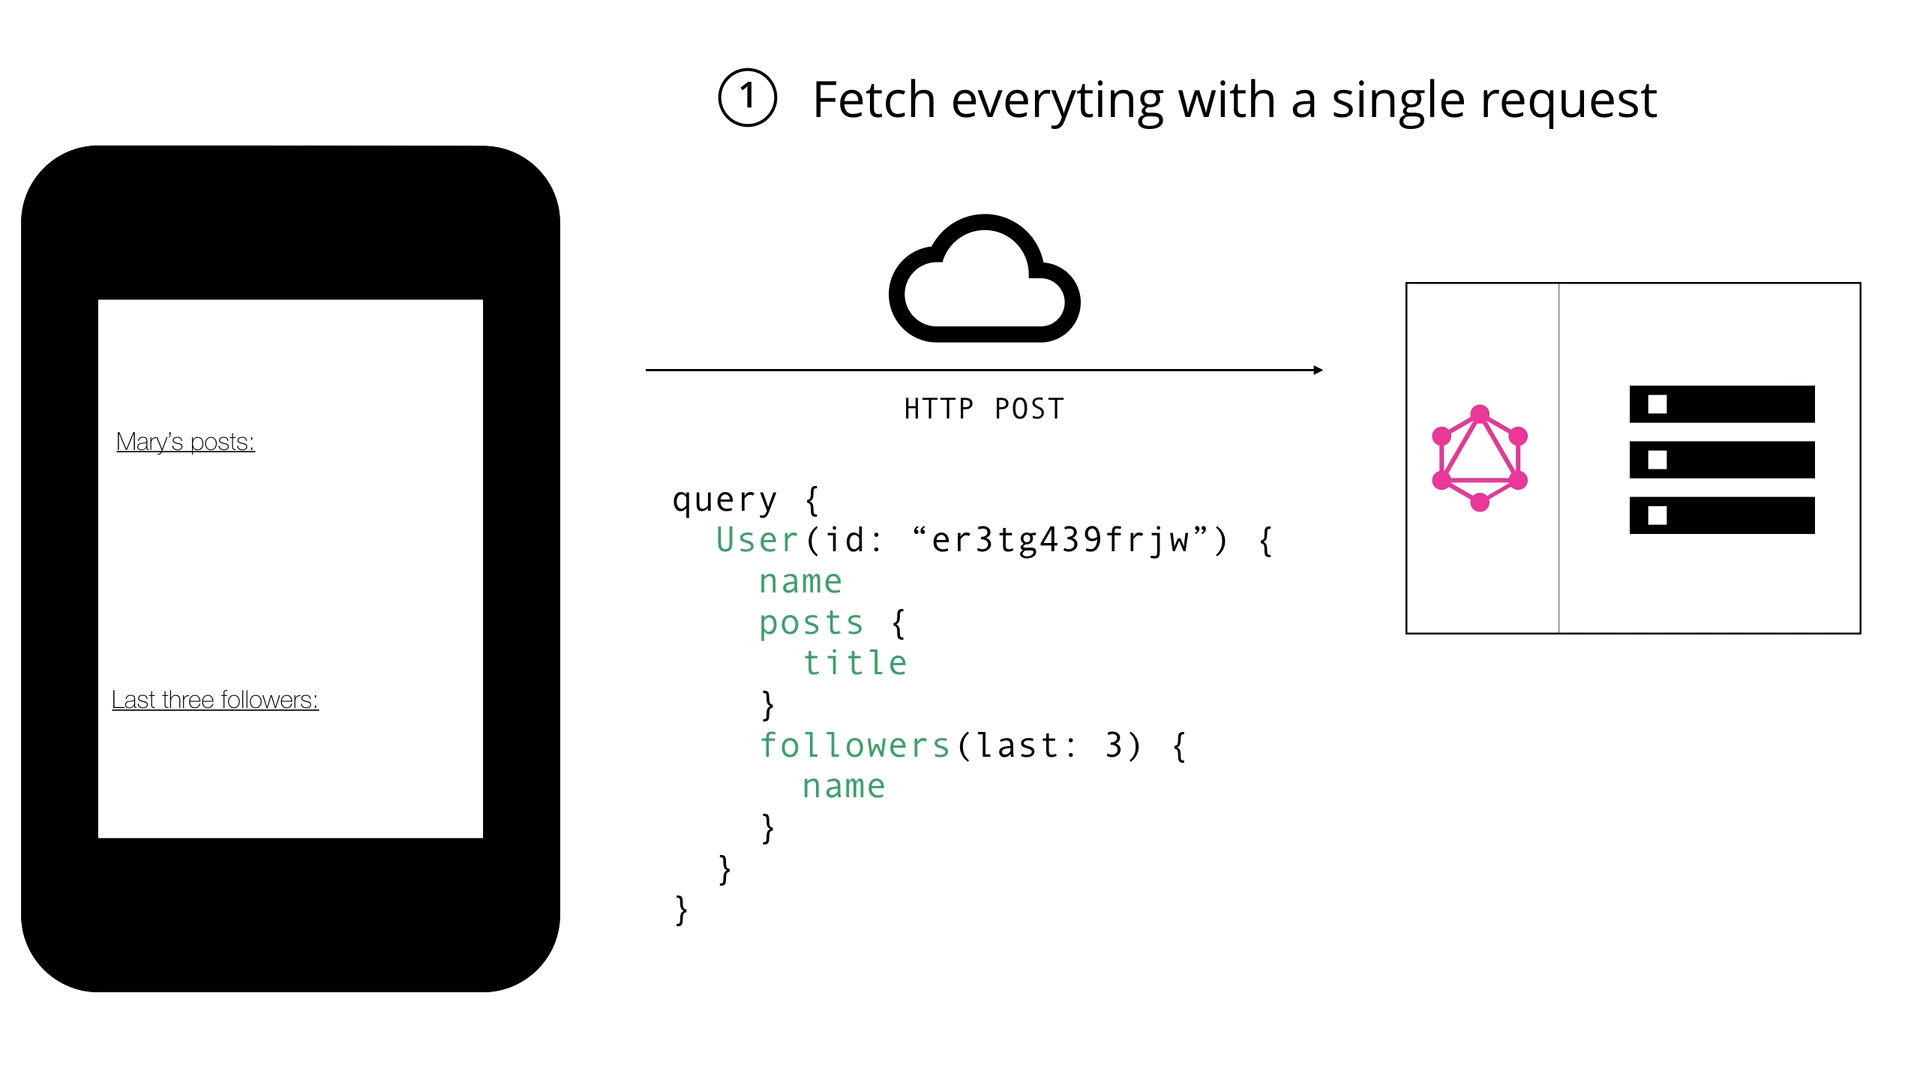 1 Fetch everyting with a single request
HTTP POST
Mary's posts:
Last three followers:
query {
  User(id: “er3tg439frjw”) {
    name
    posts {
      title
    }
    followers(last: 3) {
      name
    }
  }
}